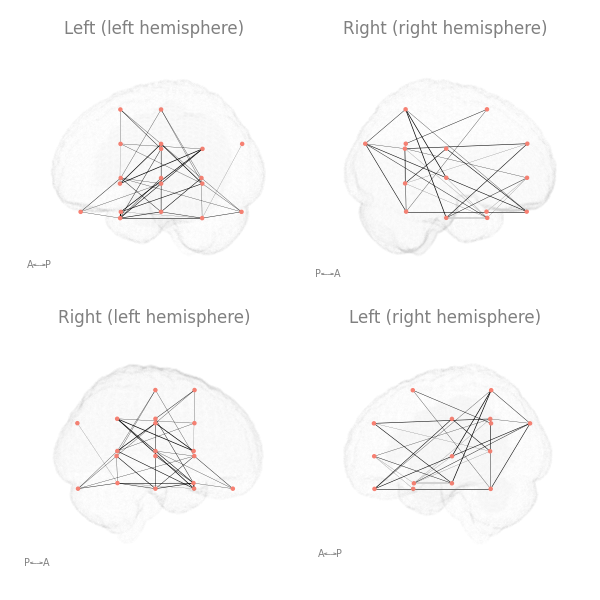 Left (left hemisphere)
Right (right hemisphere)
A P
P A
Right (left hemisphere)
Left (right hemisphere)
P A
A P